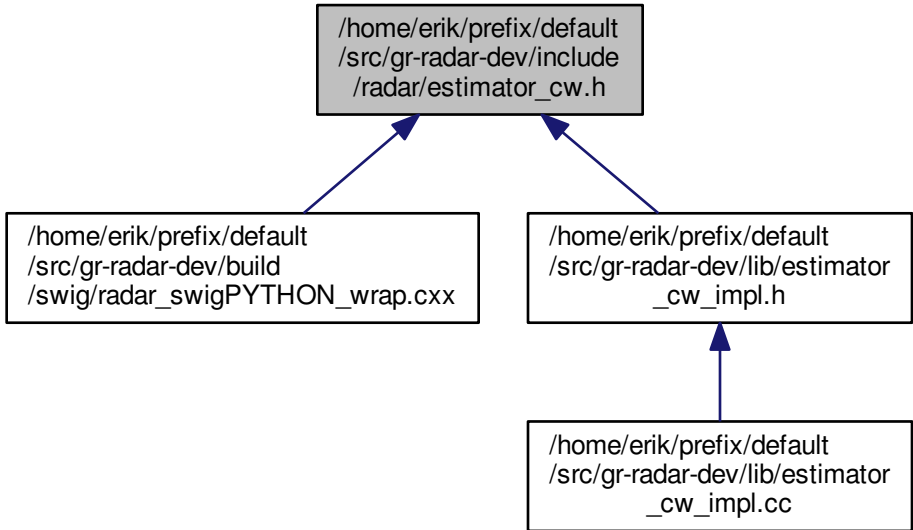 /home/erik/prefix/default
/src/gr-radar-dev/include
/radar/estimator_cw.h
/home/erik/prefix/default
/src/gr-radar-dev/build
/swig/radar_swigPYTHON_wrap.cxx
/home/erik/prefix/default
/src/gr-radar-dev/lib/estimator
_cw_impl.h
/home/erik/prefix/default
/src/gr-radar-dev/lib/estimator
_cw_impl.cc